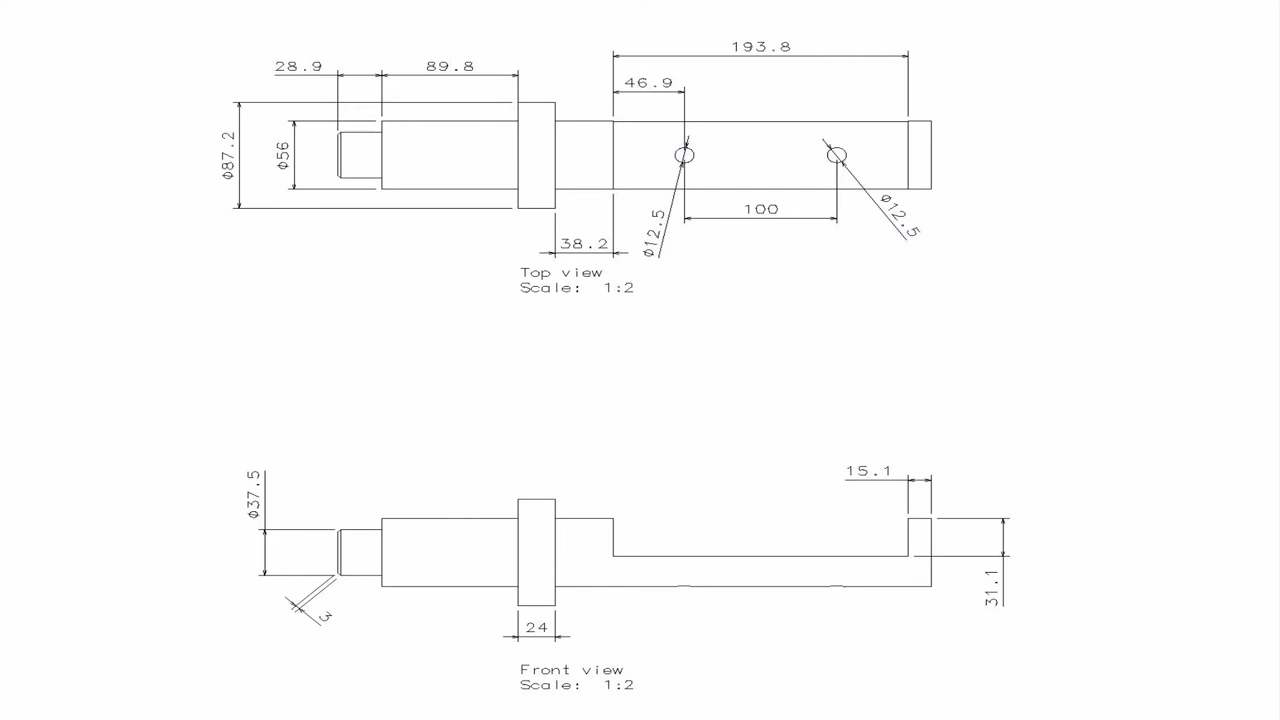 193.8
28.9
89.8
46.9
ϕ87.2
ϕ56
100
ϕ12.5
ϕ12.5
38.2
Top view
Scale: 1:2
15.1
ϕ37.5
31.1
3
24
Front view
Scale: 1:2